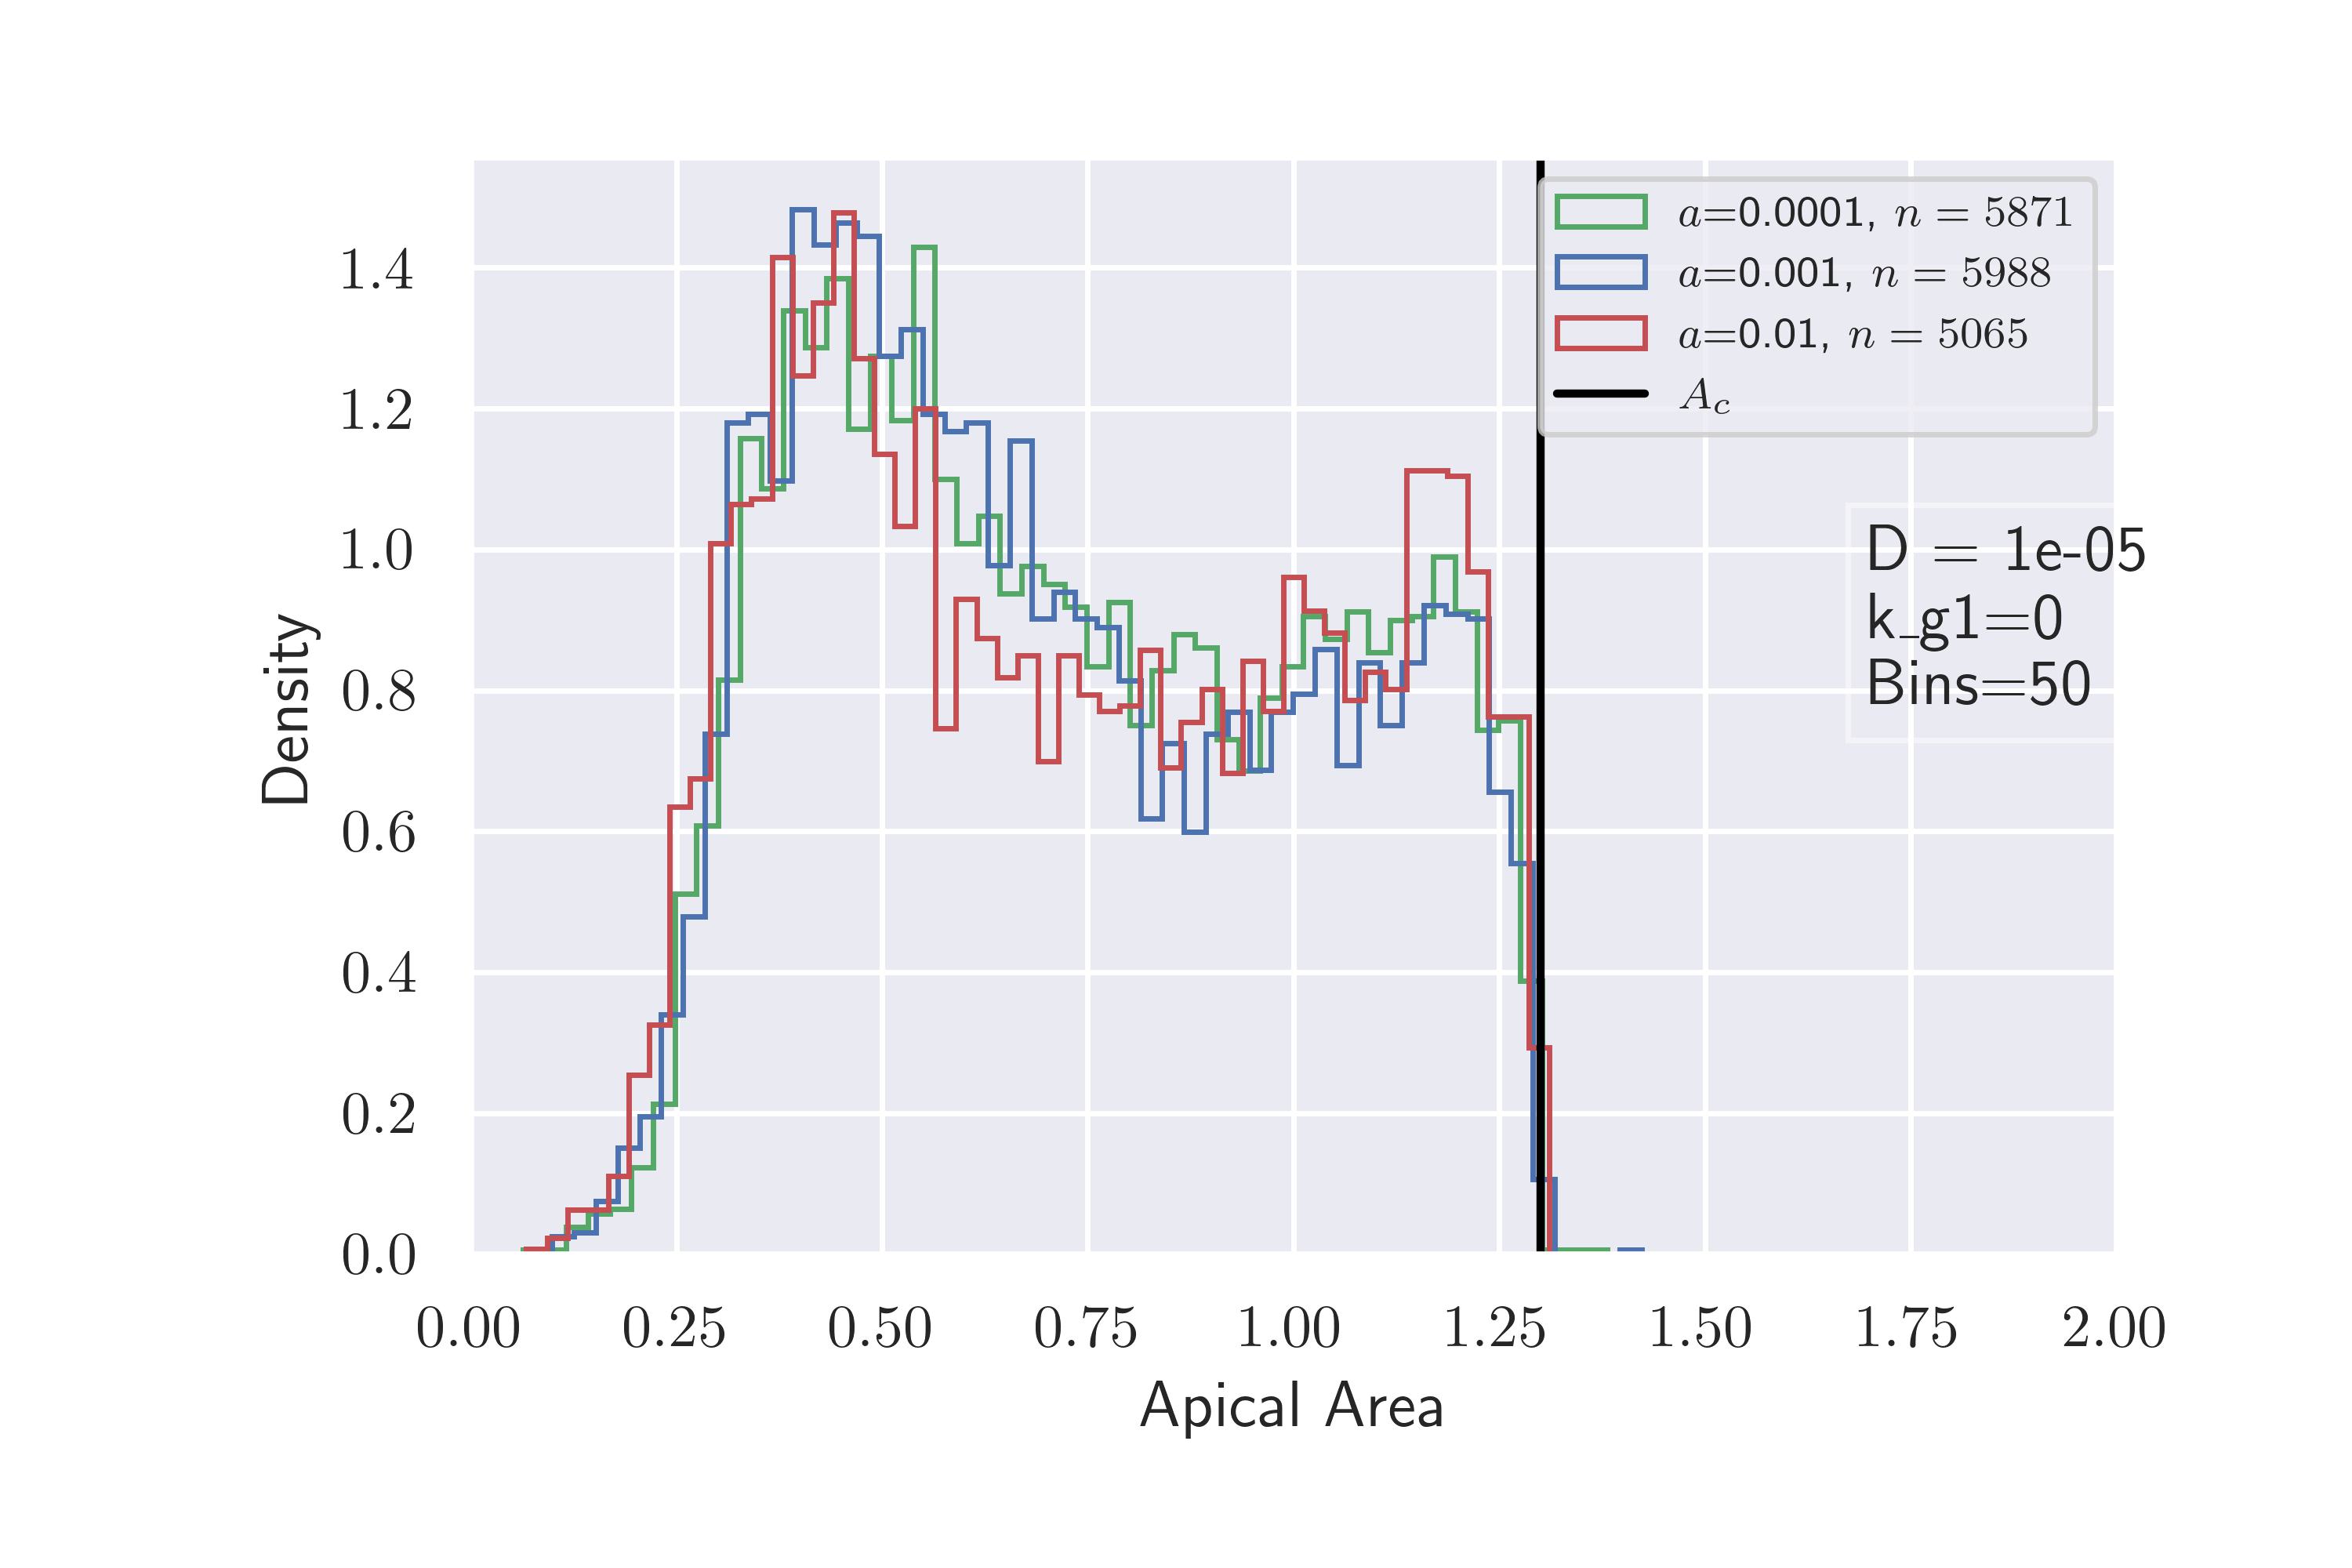 a=0.0001, n = 5871
a=0.001, n = 5988
a=0.01, n = 5065
A_c
D = 1e-05
k_g1=0
Bins=50
Density
1.4
1.2
1.0
0.8
0.6
0.4
0.2
0.0
0.00 0.25 0.50 0.75 1.00 1.25 1.50 1.75 2.00
Apical Area